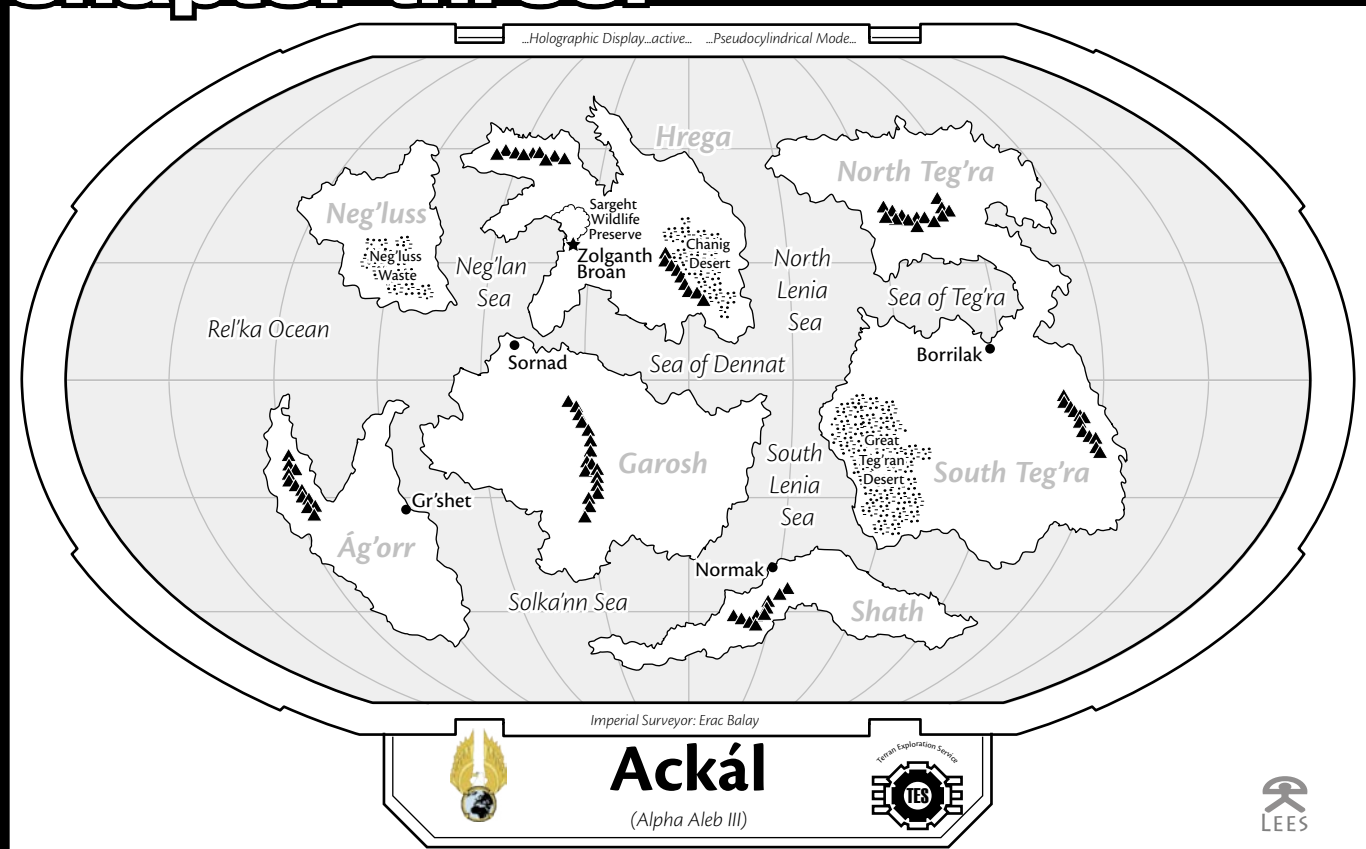 chapter three:
...Holographic Display...active... ...Pseudocylindrical Mode...
Hrega
North Teg'ra
Neg'luss
Sargeht
Wildlife
Preserve
Neg'luss
Waste
Chanig
Desert
Zolganth
Broan
Neg'lan
Sea
North
Lenia
Sea
Sea of Teg'ra
Rel'ka Ocean
Sornad
Sea of Dennat
Borrilak
Garosh
South
Lenia
Sea
Great
Teg'ran
Desert
South Teg'ra
Gr'shet
Ág'orr
Normak
Solka'nn Sea
Shath
Imperial Surveyor: Erac Balay
Ackál
(Alpha Aleb III)
Terran Exploration Service
TES
LEES